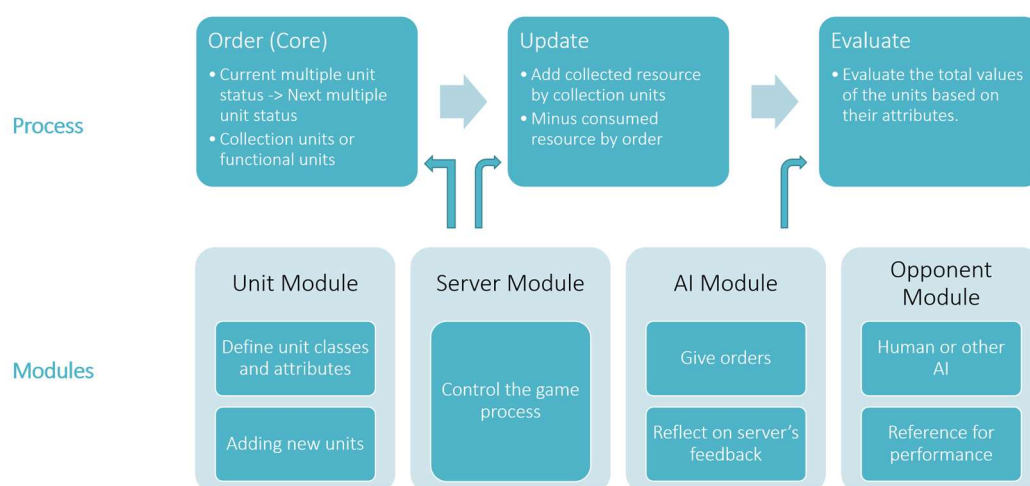 Process
Order (Core)
• Current multiple unit
status -> Next multiple
unit status
• Collection units or
functional units
Update
• Add collected resource
by collection units
• Minus consumed
resource by order
Evaluate
• Evaluate the total values
of the units based on
their attributes.
Modules
Unit Module
Define unit classes
and attributes
Adding new units
Server Module
Control the game
process
AI Module
Give orders
Reflect on server’s
feedback
Opponent
Module
Human or other
AI
Reference for
performance